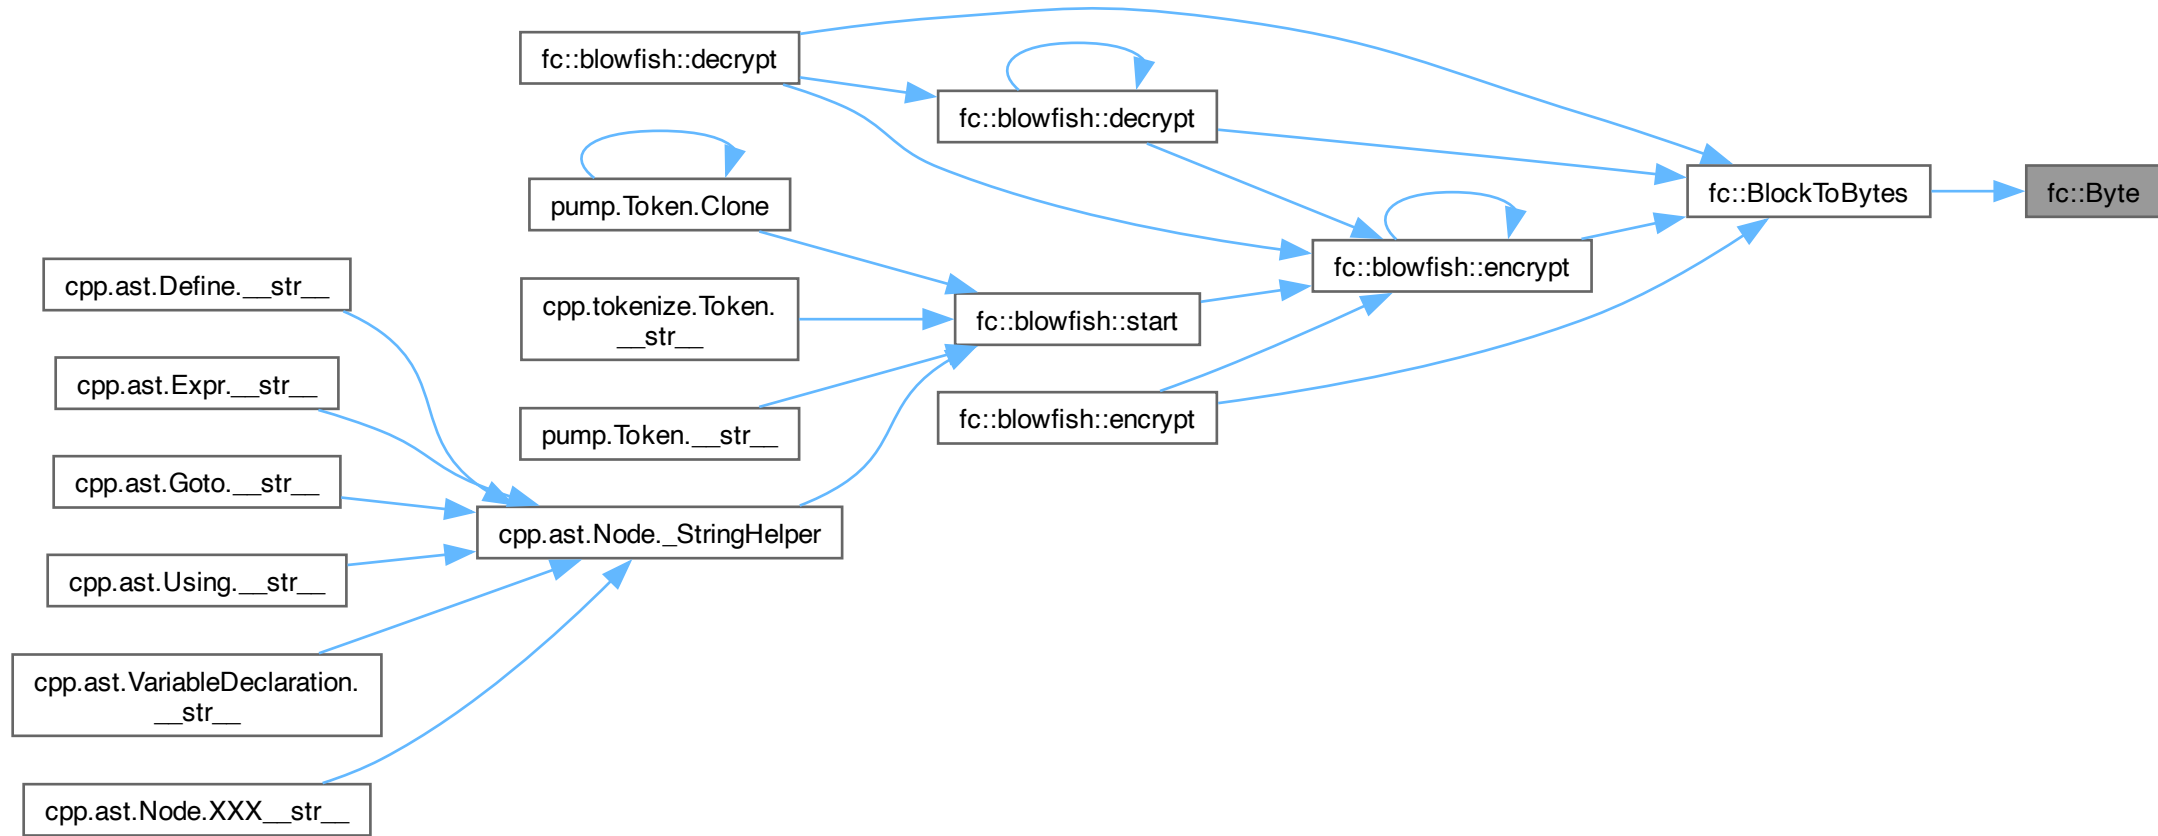 fc::blowfish::decrypt
fc::blowfish::decrypt
pump.Token.Clone
fc::BlockToBytes
fc::Byte
fc::blowfish::encrypt
cpp.ast.Define.__str__
cpp.tokenize.Token.
__str__
fc::blowfish::start
cpp.ast.Expr.__str__
pump.Token.__str__
fc::blowfish::encrypt
cpp.ast.Goto.__str__
cpp.ast.Node._StringHelper
cpp.ast.Using.__str__
cpp.ast.VariableDeclaration.
__str__
cpp.ast.Node.XXX__str__